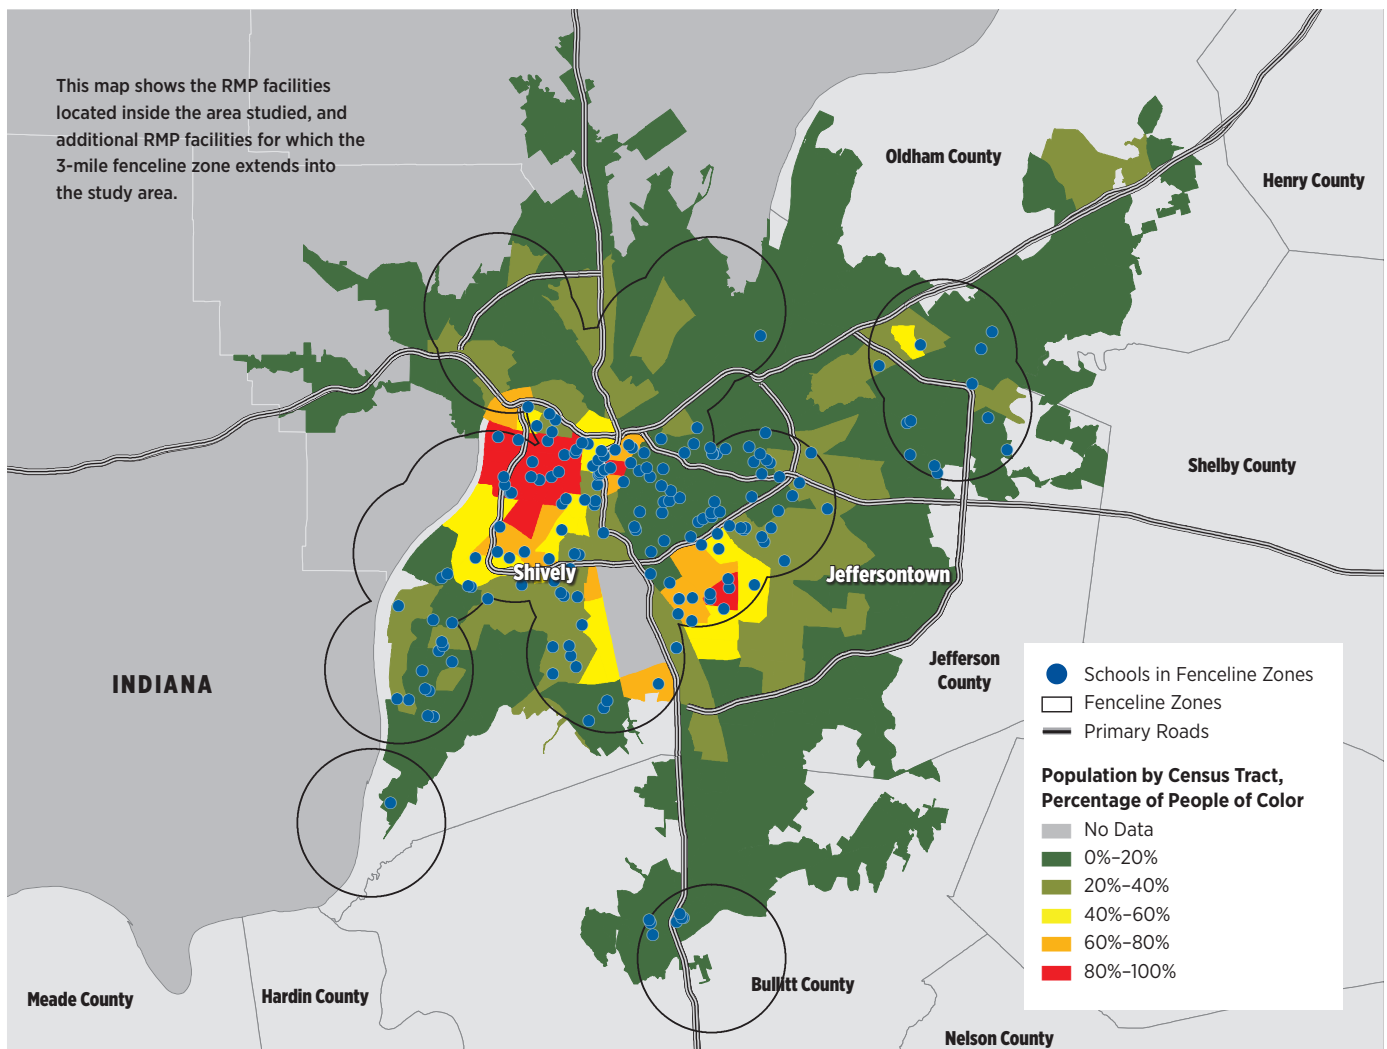 This map shows the RMP facilities
located inside the area studied, and
additional RMP facilities for which the
3-mile fenceline zone extends into
the study area.
Oldham County
Henry County
Shelby County
Shively
Jeffersontown
Jefferson
County
INDIANA
Schools in Fenceline Zones
Fenceline Zones
Primary Roads
Population by Census Tract,
Percentage of People of Color
No Data
0%–20%
20%–40%
40%–60%
60%–80%
80%–100%
Meade County
Hardin County
Bullitt County
Nelson County